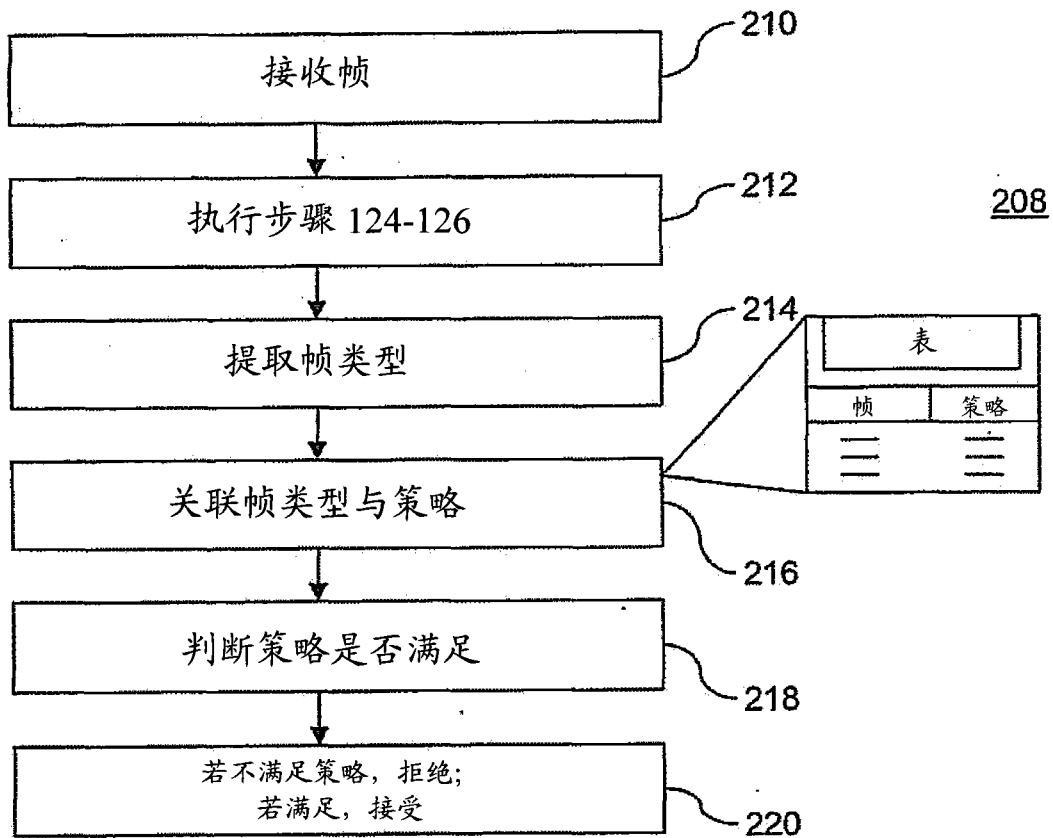 接收帧
210
执行步骤 124-126
212
208
提取帧类型
214
表
帧 策略
关联帧类型与策略
216
判断策略是否满足
218
若不满足策略，拒绝;
若满足，接受
220